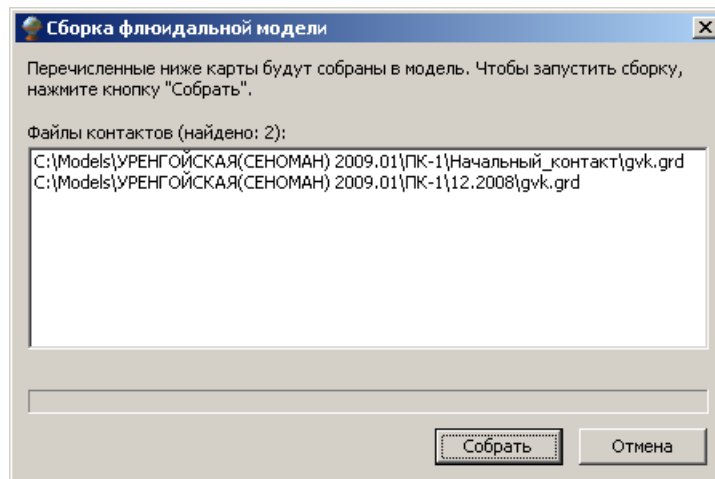 Сборка флюидальной модели
Перечисленные ниже карты будут собраны в модель. Чтобы запустить сборку,
нажмите кнопку "Собрать".
Файлы контактов (найдено: 2):
C:\Models\УРЕНГОЙСКАЯ(СЕНОМАН) 2009.01\ПК-1\Начальный_контакт\gvk.grd
C:\Models\УРЕНГОЙСКАЯ(СЕНОМАН) 2009.01\ПК-1\12.2008\gvk.grd
Собрать
Отмена